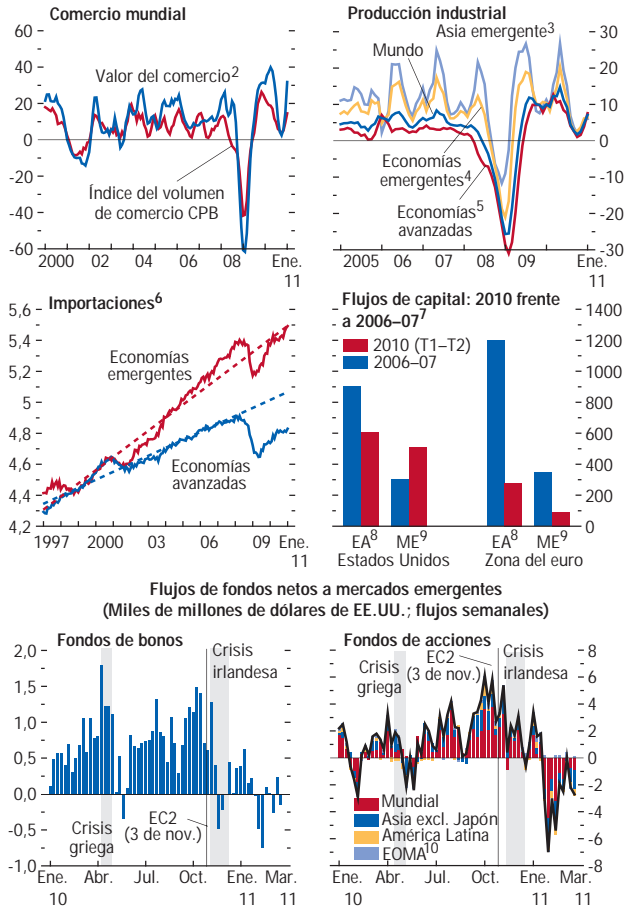 Comercio mundial
60
40
20
0
-20
-40
-60
Valor del comercio2
Índice del volumen
de comercio CPB
2000 02 04 06 08 Ene.
11
Producción industrial
30
20
10
0
-10
-20
-30
Asia emergente3
Mundo
Economías
emergentes4
Economías5
avanzadas
2005 06 07 08 09 Ene.
11
Importaciones6
5,6
5,4
5,2
5
4,8
4,6
4,4
4,2
Economías
emergentes
Economías
avanzadas
1997 2000 03 06 09 Ene.
11
Flujos de capital: 2010 frente
a 2006–077
2010 (T1–T2)
2006–07
1400
1200
1000
800
600
400
200
0
EA8 ME9 EA8 ME9
Estados Unidos Zona del euro
Flujos de fondos netos a mercados emergentes
(Miles de millones de dólares de EE.UU.; flujos semanales)
Fondos de bonos
2,0
1,5
1,0
0,5
0,0
-0,5
-1,0
Crisis
irlandesa
Crisis
griega
EC2
(3 de nov.)
Ene. Abr. Jul. Oct. Ene. Mar.
10 11 11
Fondos de acciones
8
6
4
2
0
-2
-4
-6
-8
Crisis
griega
EC2
(3 de nov.)
Crisis
irlandesa
Mundial
Asia excl. Japón
América Latina
EOMA10
Ene. Abr. Jul. Oct. Ene. Mar.
10 11 11